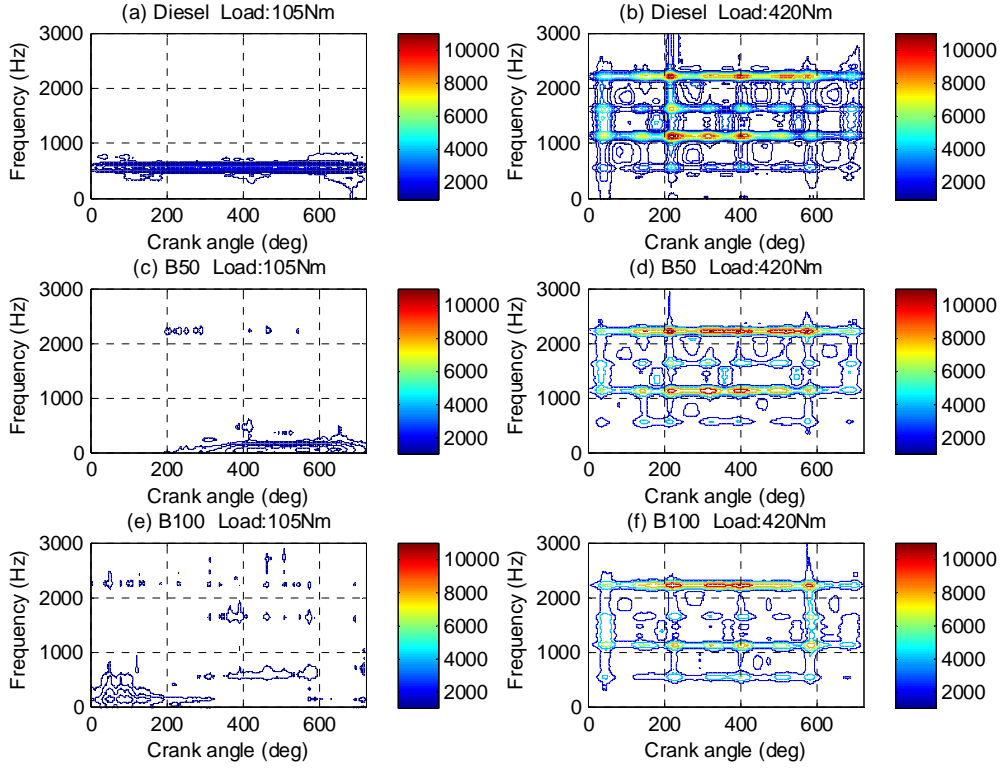 (a) Diesel Load:105Nm
(b) Diesel Load:420Nm
3000
2000
1000
0
Frequency (Hz)
0 200 400 600
Crank angle (deg)
10000
8000
6000
4000
2000
3000
2000
1000
0
Frequency (Hz)
0 200 400 600
Crank angle (deg)
10000
8000
6000
4000
2000
(c) B50 Load:105Nm
(d) B50 Load:420Nm
3000
2000
1000
0
Frequency (Hz)
0 200 400 600
Crank angle (deg)
10000
8000
6000
4000
2000
3000
2000
1000
0
Frequency (Hz)
0 200 400 600
Crank angle (deg)
10000
8000
6000
4000
2000
(e) B100 Load:105Nm
(f) B100 Load:420Nm
3000
2000
1000
0
Frequency (Hz)
0 200 400 600
Crank angle (deg)
10000
8000
6000
4000
2000
3000
2000
1000
0
Frequency (Hz)
0 200 400 600
Crank angle (deg)
10000
8000
6000
4000
2000